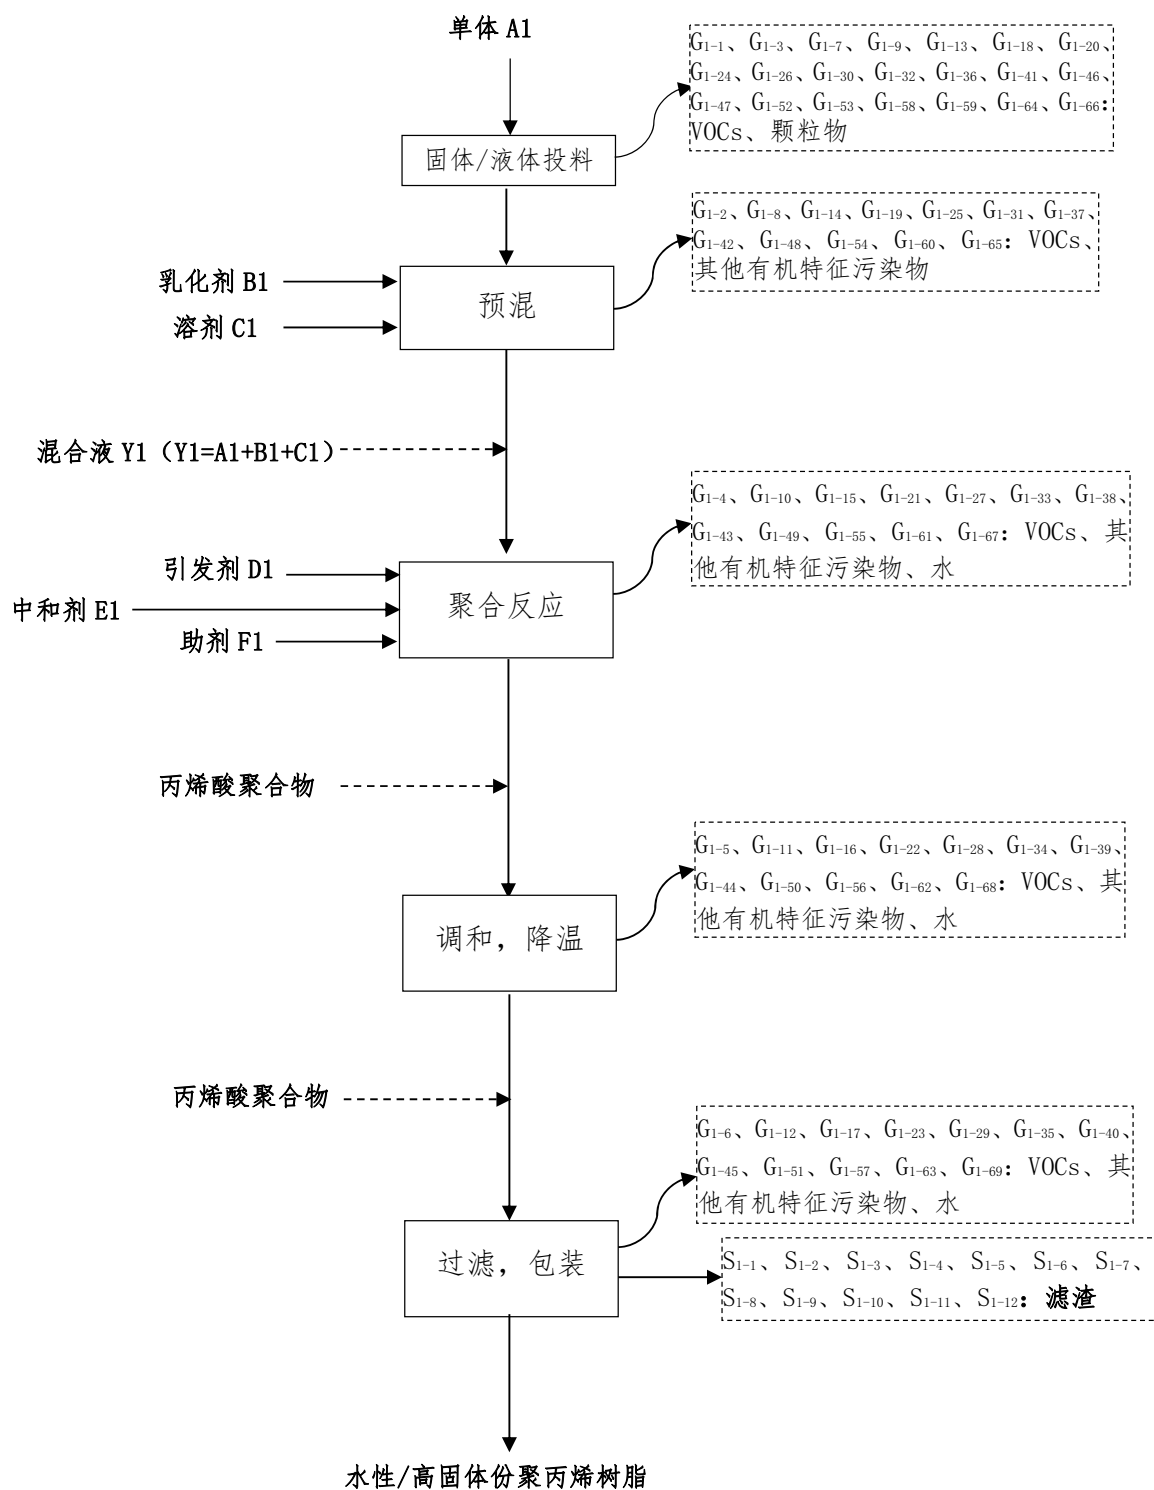 单体 A1
G1-1、G1-3、G1-7、G1-9、G1-13、G1-18、G1-20、
G1-24、G1-26、G1-30、G1-32、G1-36、G1-41、G1-46、
G1-47、G1-52、G1-53、G1-58、G1-59、G1-64、G1-66：
VOCs、颗粒物
固体/液体投料
G1-2、G1-8、G1-14、G1-19、G1-25、G1-31、G1-37、
G1-42、G1-48、G1-54、G1-60、G1-65：VOCs、
其他有机特征污染物
乳化剂 B1
溶剂 C1
预混
混合液 Y1（Y1=A1+B1+C1）
G1-4、G1-10、G1-15、G1-21、G1-27、G1-33、G1-38、
G1-43、G1-49、G1-55、G1-61、G1-67：VOCs、其
他有机特征污染物、水
引发剂 D1
中和剂 E1
助剂 F1
聚合反应
丙烯酸聚合物
G1-5、G1-11、G1-16、G1-22、G1-28、G1-34、G1-39、
G1-44、G1-50、G1-56、G1-62、G1-68：VOCs、其
他有机特征污染物、水
调和，降温
丙烯酸聚合物
G1-6、G1-12、G1-17、G1-23、G1-29、G1-35、G1-40、
G1-45、G1-51、G1-57、G1-63、G1-69：VOCs、其
他有机特征污染物、水
过滤，包装
S1-1、S1-2、S1-3、S1-4、S1-5、S1-6、S1-7、
S1-8、S1-9、S1-10、S1-11、S1-12：滤渣
水性/高固体份聚丙烯树脂